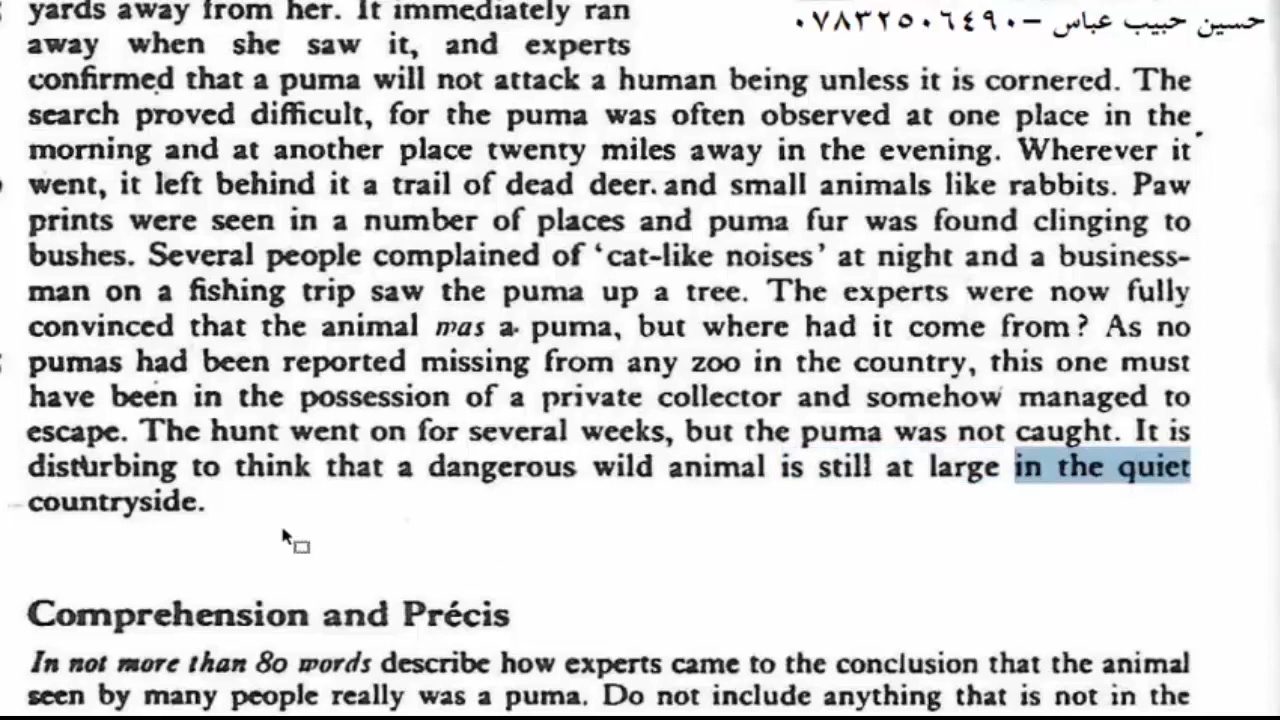 yards away from her. It immediately ran
حسين حبيب عباس –٠٧٨٣٢٥٠٦٤٩٠
away when she saw it, and experts
confirmed that a puma will not attack a human being unless it is cornered. The
search proved difficult, for the puma was often observed at one place in the
morning and at another place twenty miles away in the evening. Wherever it
went, it left behind it a trail of dead deer.and small animals like rabbits. Paw
prints were seen in a number of places and puma fur was found clinging to
bushes. Several people complained of ‘cat-like noises’ at night and a business-
man on a fishing trip saw the puma up a tree. The experts were now fully
convinced that the animal was a puma, but where had it come from? As no
pumas had been reported missing from any zoo in the country, this one must
have been in the possession of a private collector and somehow managed to
escape. The hunt went on for several weeks, but the puma was not caught. It is
disturbing to think that a dangerous wild animal is still at large in the quiet
countryside.
Comprehension and Précis
In not more than 80 words describe how experts came to the conclusion that the animal
seen by many people really was a puma. Do not include anything that is not in the